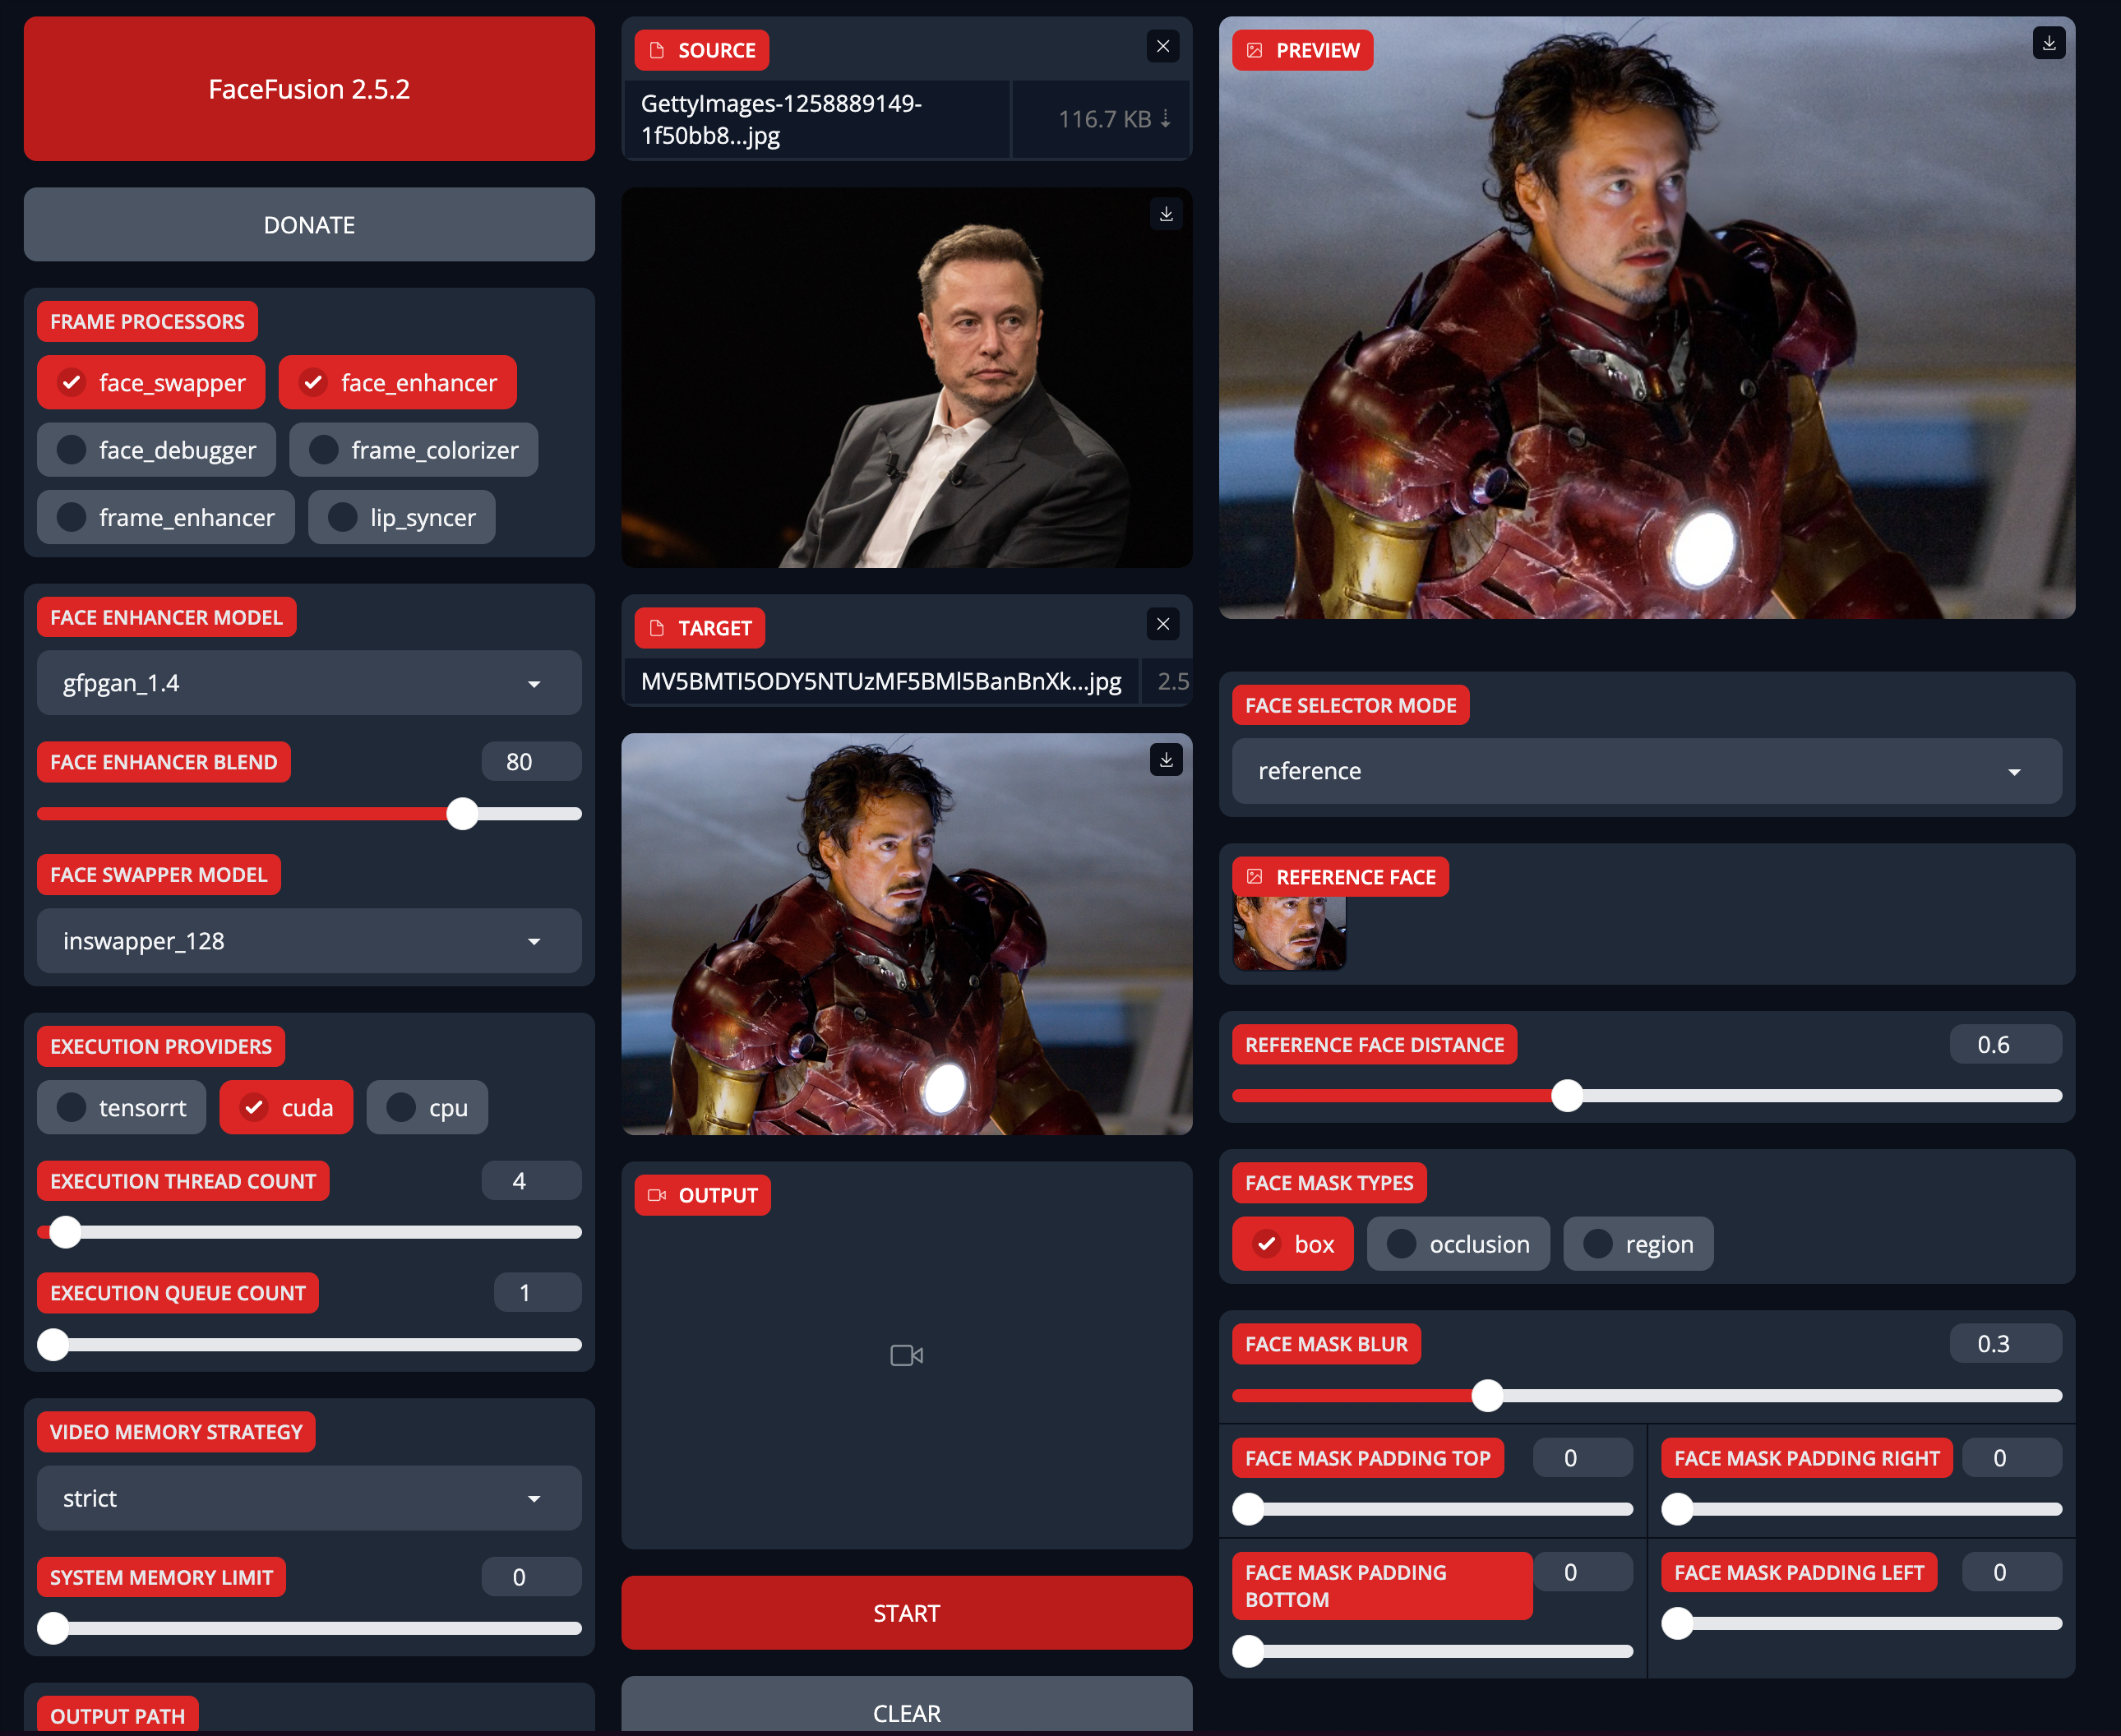 FaceFusion 2.5.2
DONATE
FRAME PROCESSORS
face_swapper
face_enhancer
face_debugger
frame_colorizer
frame_enhancer
lip_syncer
FACE ENHANCER MODEL
gfpgan_1.4
FACE ENHANCER BLEND
80
FACE SWAPPER MODEL
inswapper_128
EXECUTION PROVIDERS
tensorrt
cuda
cpu
EXECUTION THREAD COUNT
4
EXECUTION QUEUE COUNT
1
VIDEO MEMORY STRATEGY
strict
SYSTEM MEMORY LIMIT
0
OUTPUT PATH
SOURCE
GettyImages-1258889149-
1f50bb8...jpg
116.7 KB ⇣
TARGET
MV5BMTI5ODY5NTUzMF5BMl5BanBnXk...jpg
2.5
OUTPUT
START
CLEAR
PREVIEW
FACE SELECTOR MODE
reference
REFERENCE FACE
REFERENCE FACE DISTANCE
0.6
FACE MASK TYPES
box
occlusion
region
FACE MASK BLUR
0.3
FACE MASK PADDING TOP
0
FACE MASK PADDING RIGHT
0
FACE MASK PADDING
BOTTOM
0
FACE MASK PADDING LEFT
0